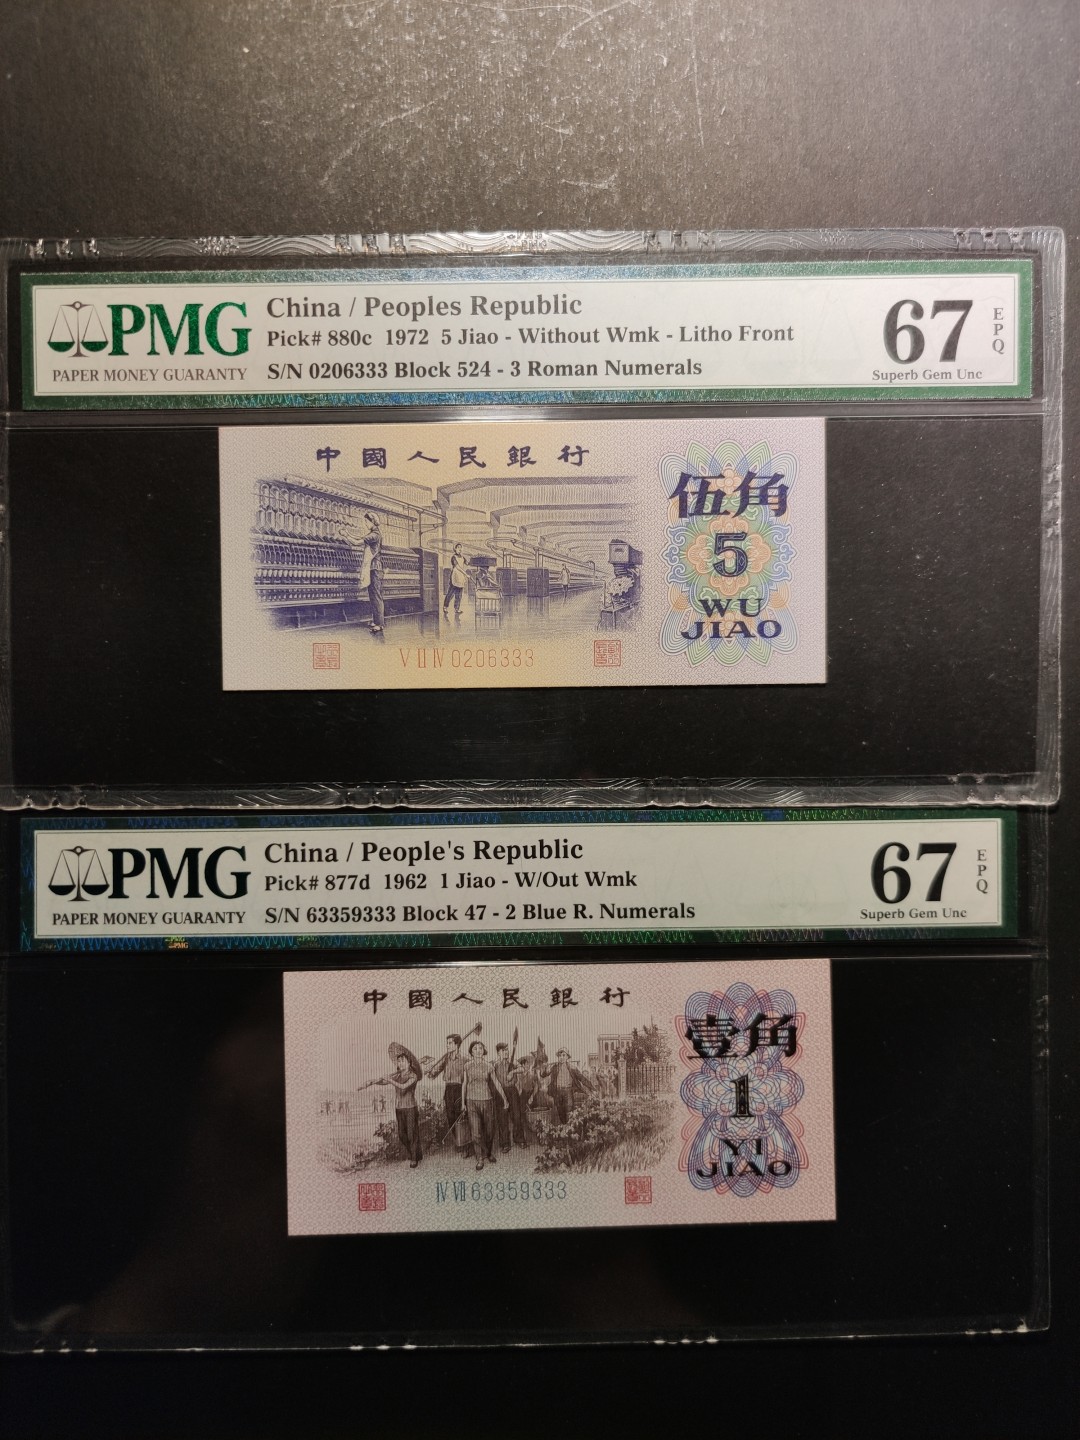 PMG
PAPER MONEY GUARANTY
China / Peoples Republic
Pick# 880c 1972 5 Jiao - Without Wmk - Litho Front
S/N 0206333 Block 524 - 3 Roman Numerals
67
EPQ
Superb Gem Unc
中國人民銀行
伍角
5
WU
JIAO
V II IV 0206333
PMG
PAPER MONEY GUARANTY
China / People's Republic
Pick# 877d 1962 1 Jiao - W/Out Wmk
S/N 63359333 Block 47 - 2 Blue R. Numerals
67
EPQ
Superb Gem Unc
中國人民銀行
壹角
1
YI
JIAO
IV VII 63359333